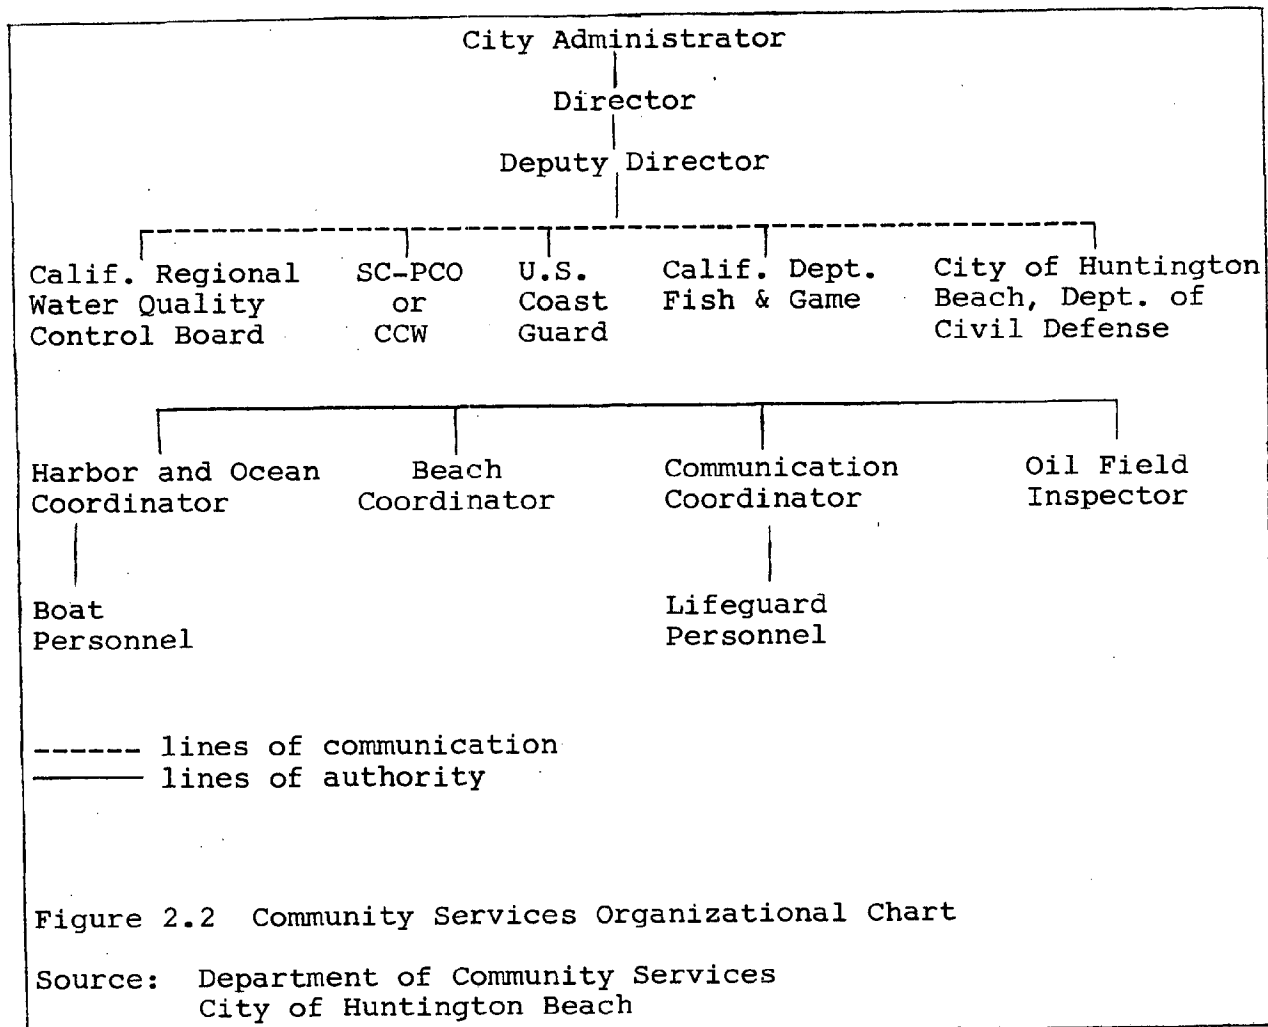 City Administrator
Director
Deputy Director
Calif. Regional
Water Quality
Control Board
SC-PCO
or
CCW
U.S.
Coast
Guard
Calif. Dept.
Fish & Game
City of Huntington
Beach, Dept. of
Civil Defense
Harbor and Ocean
Coordinator
Beach
Coordinator
Communication
Coordinator
Oil Field
Inspector
Boat
Personnel
Lifeguard
Personnel
------ lines of communication
lines of authority
Figure 2.2 Community Services Organizational Chart
Source: Department of Community Services
City of Huntington Beach